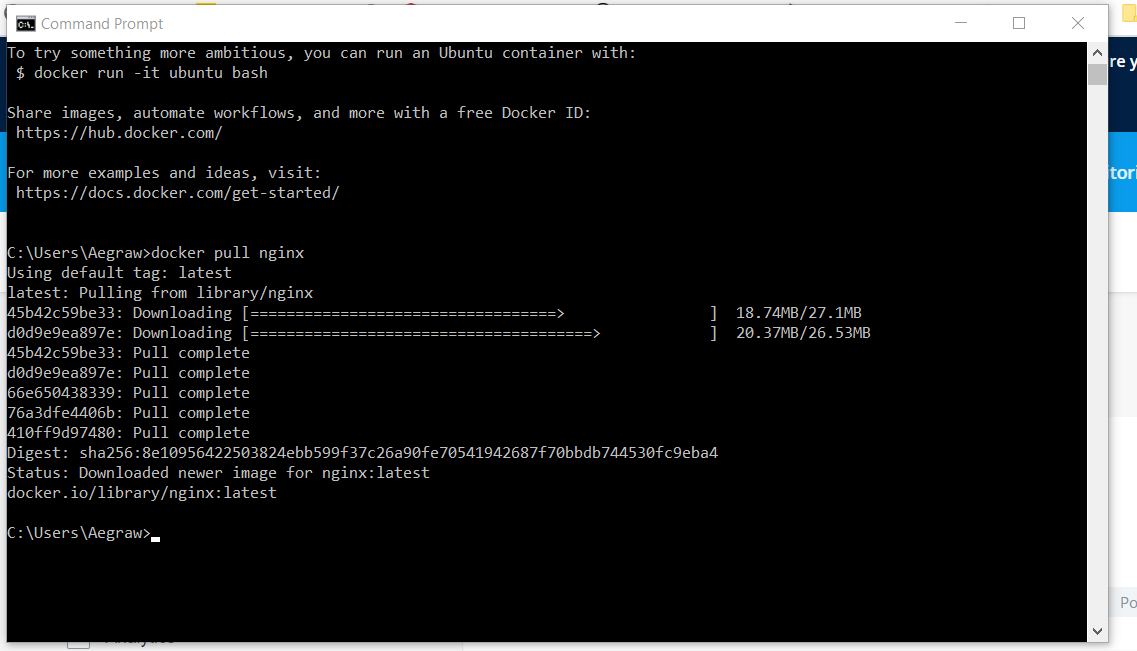 Command Prompt
To try something more ambitious, you can run an Ubuntu container with:
$ docker run -it ubuntu bash
Share images, automate workflows, and more with a free Docker ID:
https://hub.docker.com/
For more examples and ideas, visit:
https://docs.docker.com/get-started/
C:\Users\Aegraw>docker pull nginx
Using default tag: latest
latest: Pulling from library/nginx
45b42c59be33: Downloading [==================================>                ]  18.74MB/27.1MB
d0d9e9ea897e: Downloading [======================================>            ]  20.37MB/26.53MB
45b42c59be33: Pull complete
d0d9e9ea897e: Pull complete
66e650438339: Pull complete
76a3dfe4406b: Pull complete
410ff9d97480: Pull complete
Digest: sha256:8e10956422503824ebb599f37c26a90fe70541942687f70bbdb744530fc9eba4
Status: Downloaded newer image for nginx:latest
docker.io/library/nginx:latest
C:\Users\Aegraw>